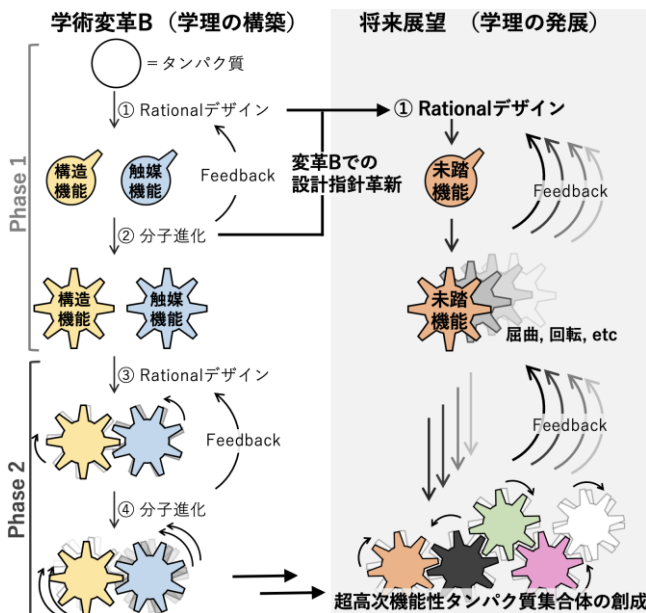 学術変革B（学理の構築）
＝タンパク質
① Rationalデザイン
構造
機能
触媒
機能
Feedback
② 分子進化
構造
機能
触媒
機能
Phase 1
③ Rationalデザイン
Feedback
④ 分子進化
Phase 2
変革Bでの
設計指針革新
将来展望 （学理の発展）
① Rationalデザイン
未踏
機能
Feedback
未踏
機能
屈曲, 回転, etc
Feedback
超高次機能性タンパク質集合体の創成